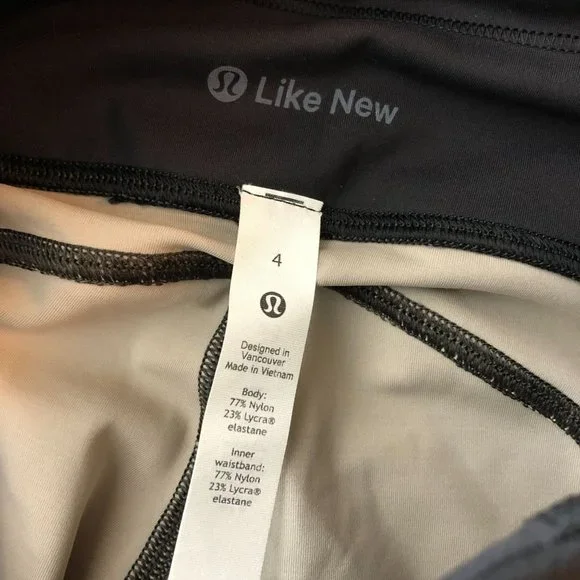 Like New
4
Designed in
Vancouver
Made in Vietnam
Body:
77% Nylon
23% Lycra®
elastane
Inner
waistband:
77% Nylon
23% Lycra®
elastane